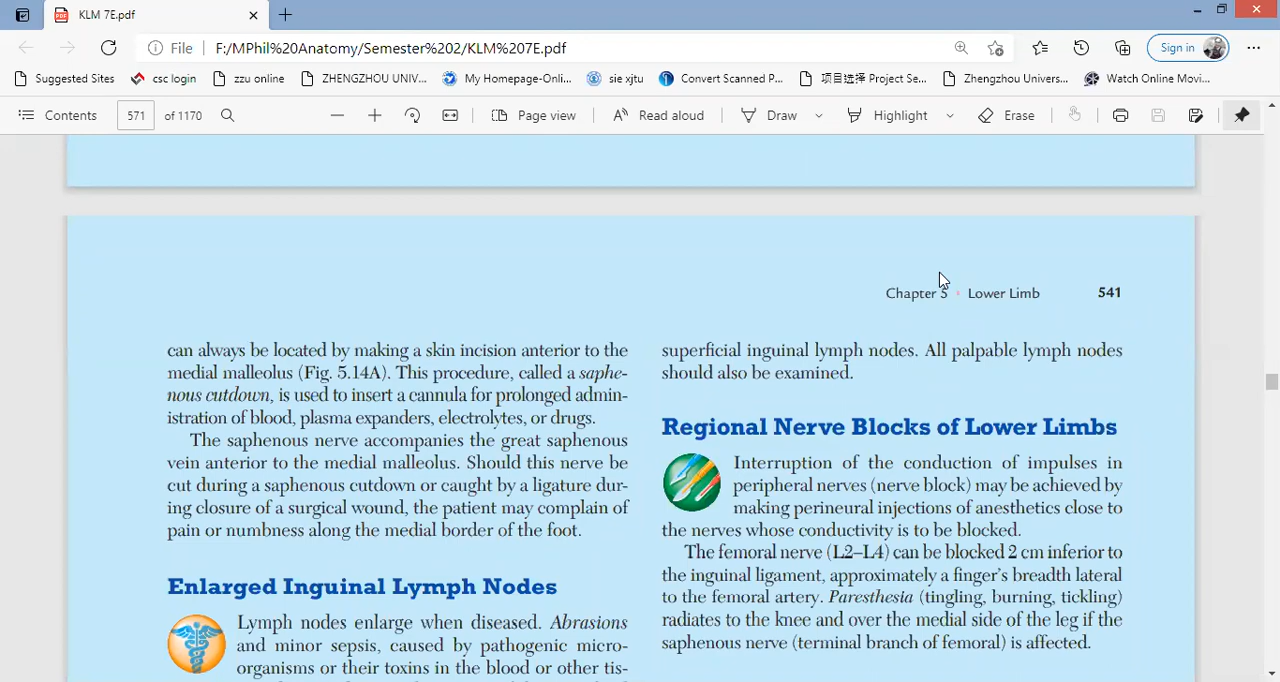 KLM 7E.pdf
File F:/MPhil%20Anatomy/Semester%202/KLM%207E.pdf Sign in
Suggested Sites csc login zzu online ZHENGZHOU UNIV... My Homepage-Onli... sie xjtu Convert Scanned P... 项目选择 Project Se... Zhengzhou Univers... Watch Online Movi...
Contents 571 of 1170 Page view Read aloud Draw Highlight Erase
Chapter 5 • Lower Limb 541
can always be located by making a skin incision anterior to the
medial malleolus (Fig. 5.14A). This procedure, called a saphe-
nous cutdown, is used to insert a cannula for prolonged admin-
istration of blood, plasma expanders, electrolytes, or drugs.
The saphenous nerve accompanies the great saphenous
vein anterior to the medial malleolus. Should this nerve be
cut during a saphenous cutdown or caught by a ligature dur-
ing closure of a surgical wound, the patient may complain of
pain or numbness along the medial border of the foot.
Enlarged Inguinal Lymph Nodes
Lymph nodes enlarge when diseased. Abrasions
and minor sepsis, caused by pathogenic micro-
organisms or their toxins in the blood or other tis-
superficial inguinal lymph nodes. All palpable lymph nodes
should also be examined.
Regional Nerve Blocks of Lower Limbs
Interruption of the conduction of impulses in
peripheral nerves (nerve block) may be achieved by
making perineural injections of anesthetics close to
the nerves whose conductivity is to be blocked.
The femoral nerve (L2–L4) can be blocked 2 cm inferior to
the inguinal ligament, approximately a finger's breadth lateral
to the femoral artery. Paresthesia (tingling, burning, tickling)
radiates to the knee and over the medial side of the leg if the
saphenous nerve (terminal branch of femoral) is affected.